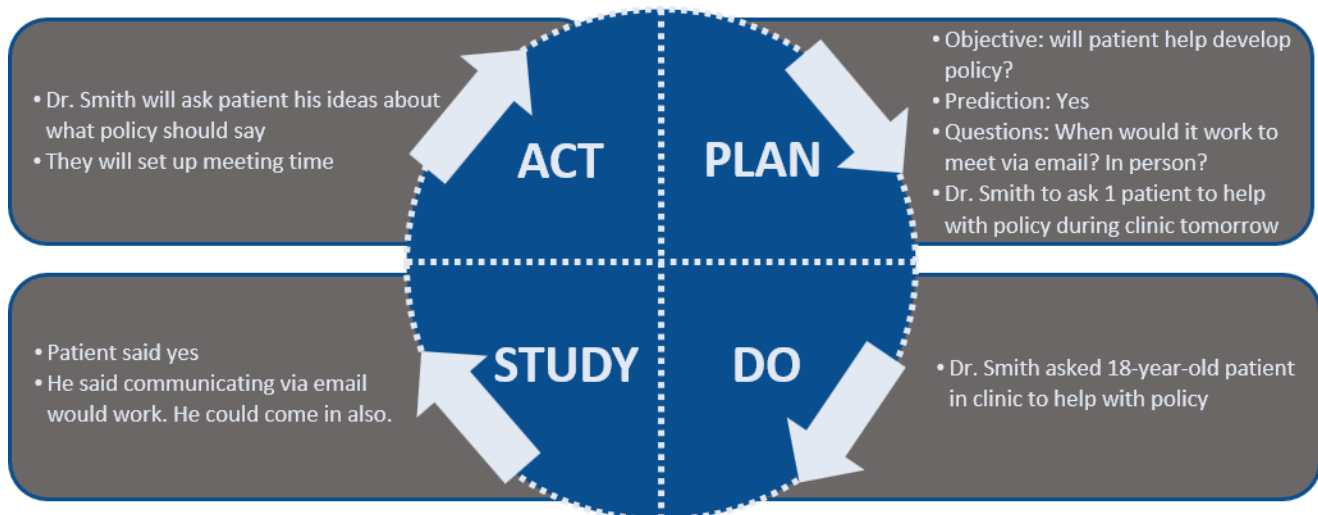 • Dr. Smith will ask patient his ideas about
what policy should say
• They will set up meeting time
ACT
PLAN
• Objective: will patient help develop
policy?
• Prediction: Yes
• Questions: When would it work to
meet via email? In person?
• Dr. Smith to ask 1 patient to help
with policy during clinic tomorrow
• Patient said yes
• He said communicating via email
would work. He could come in also.
STUDY
DO
• Dr. Smith asked 18-year-old patient
in clinic to help with policy